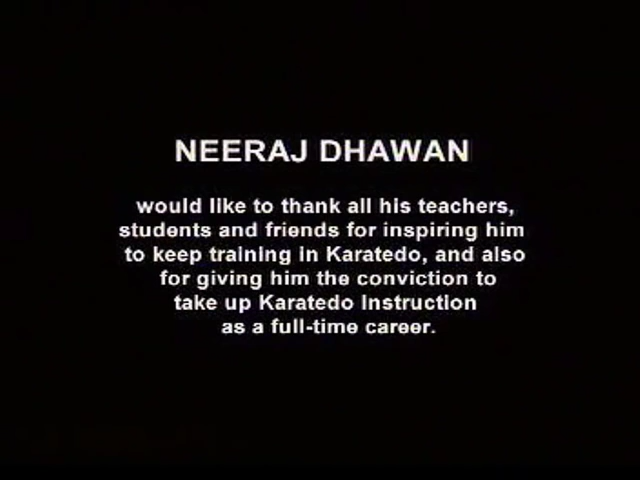 NEERAJ DHAWAN
would like to thank all his teachers,
students and friends for inspiring him
to keep training in Karatedo, and also
for giving him the conviction to
take up Karatedo Instruction
as a full-time career.